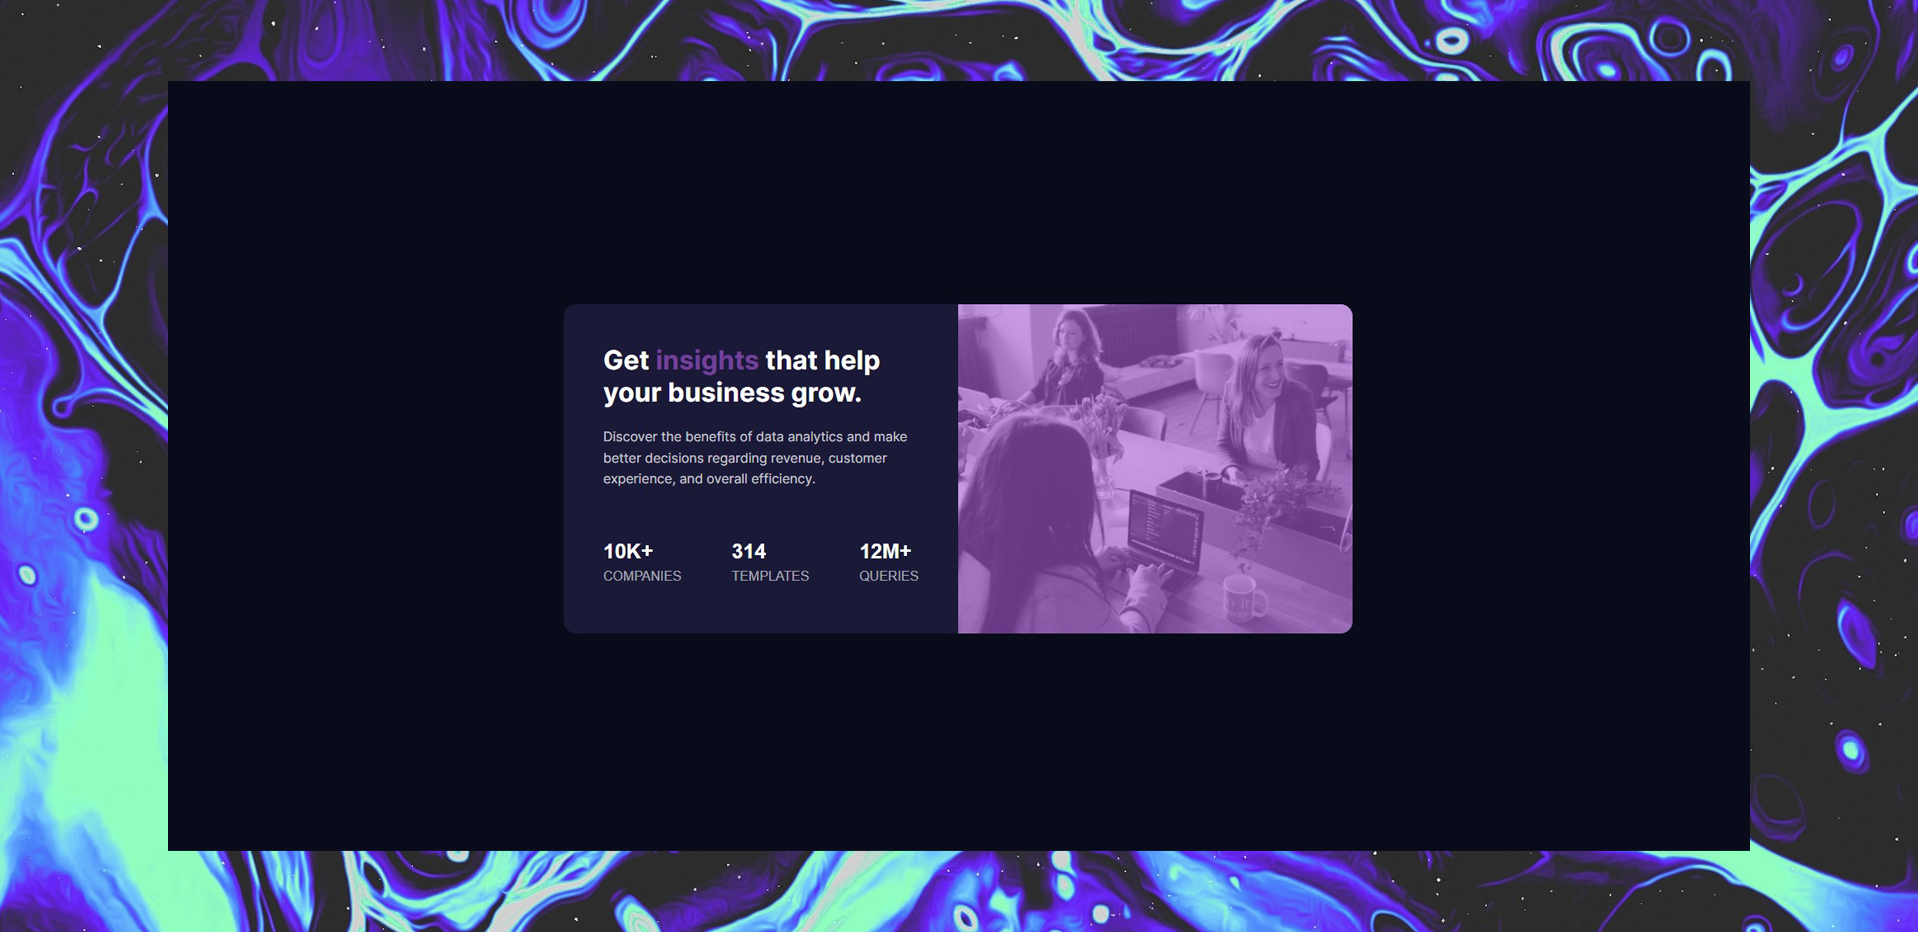 Get insights that help
your business grow.
Discover the benefits of data analytics and make
better decisions regarding revenue, customer
experience, and overall efficiency.
10K+ 314 12M+
COMPANIES TEMPLATES QUERIES